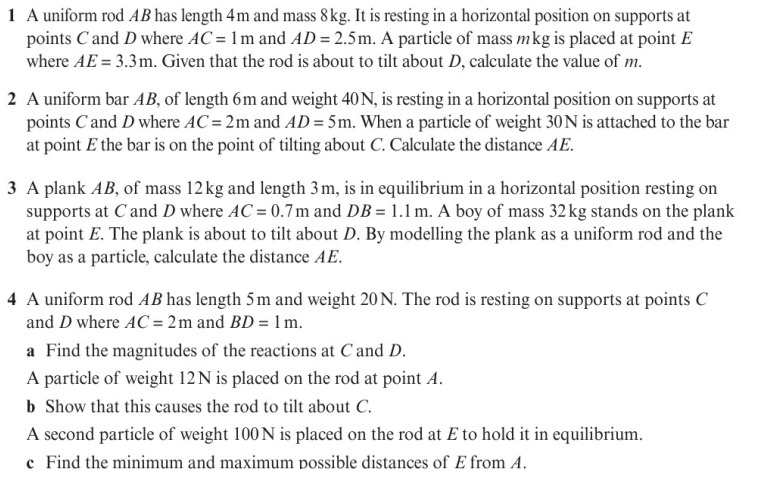 1 A uniform rod AB has length 4 m and mass 8 kg. It is resting in a horizontal position on supports at
points C and D where AC = 1 m and AD = 2.5 m. A particle of mass m kg is placed at point E
where AE = 3.3 m. Given that the rod is about to tilt about D, calculate the value of m.
2 A uniform bar AB, of length 6 m and weight 40 N, is resting in a horizontal position on supports at
points C and D where AC = 2 m and AD = 5 m. When a particle of weight 30 N is attached to the bar
at point E the bar is on the point of tilting about C. Calculate the distance AE.
3 A plank AB, of mass 12 kg and length 3 m, is in equilibrium in a horizontal position resting on
supports at C and D where AC = 0.7 m and DB = 1.1 m. A boy of mass 32 kg stands on the plank
at point E. The plank is about to tilt about D. By modelling the plank as a uniform rod and the
boy as a particle, calculate the distance AE.
4 A uniform rod AB has length 5 m and weight 20 N. The rod is resting on supports at points C
and D where AC = 2 m and BD = 1 m.
a Find the magnitudes of the reactions at C and D.
A particle of weight 12 N is placed on the rod at point A.
b Show that this causes the rod to tilt about C.
A second particle of weight 100 N is placed on the rod at E to hold it in equilibrium.
c Find the minimum and maximum possible distances of E from A.